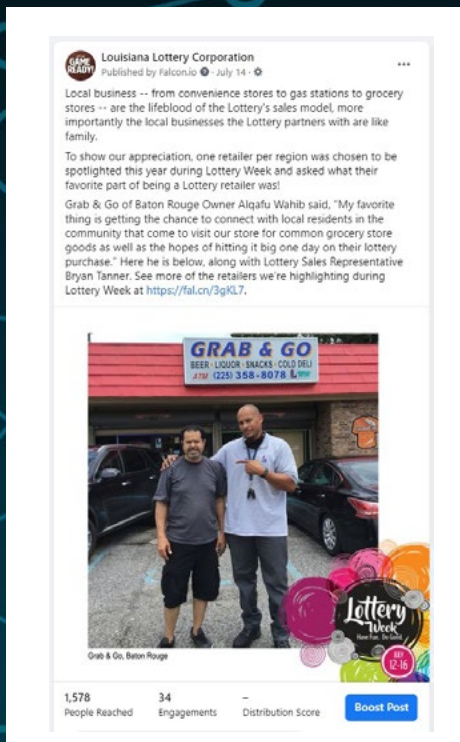 GAME
READY!
Louisiana Lottery Corporation
Published by Falcon.io · July 14 ·
Local business -- from convenience stores to gas stations to grocery
stores -- are the lifeblood of the Lottery's sales model, more
importantly the local businesses the Lottery partners with are like
family.
To show our appreciation, one retailer per region was chosen to be
spotlighted this year during Lottery Week and asked what their
favorite part of being a Lottery retailer was!
Grab & Go of Baton Rouge Owner Alqafu Wahib said, "My favorite
thing is getting the chance to connect with local residents in the
community that come to visit our store for common grocery store
goods as well as the hopes of hitting it big one day on their lottery
purchase." Here he is below, along with Lottery Sales Representative
Bryan Tanner. See more of the retailers we're highlighting during
Lottery Week at https://fal.cn/3gKL7.
GRAB & GO
BEER - LIQUOR - SNACKS - COLD DELI
ATM (225) 358-8078
Lottery
Week
Have Fun. Do Good.
JULY
12-16
Grab & Go, Baton Rouge
1,578 34 –
People Reached Engagements Distribution Score
Boost Post